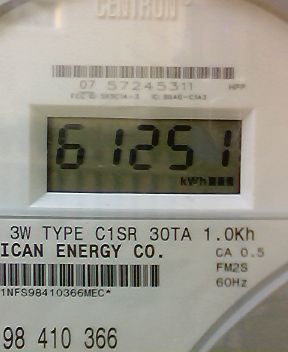 CENTRON
07 57245311 HPP
61251
kWh
3W TYPE C1SR 30TA 1.0Kh
ICAN ENERGY CO. CA 0.5
FM2S
60Hz
1NFS98410366MEC*
98 410 366